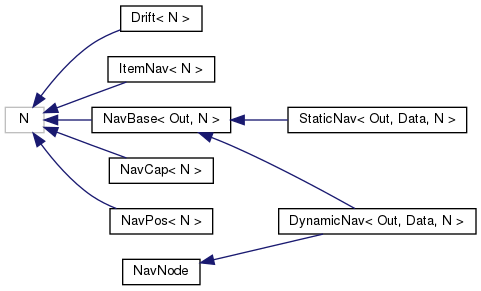 Drift< N >
ItemNav< N >
N
NavBase< Out, N >
StaticNav< Out, Data, N >
NavCap< N >
NavPos< N >
DynamicNav< Out, Data, N >
NavNode